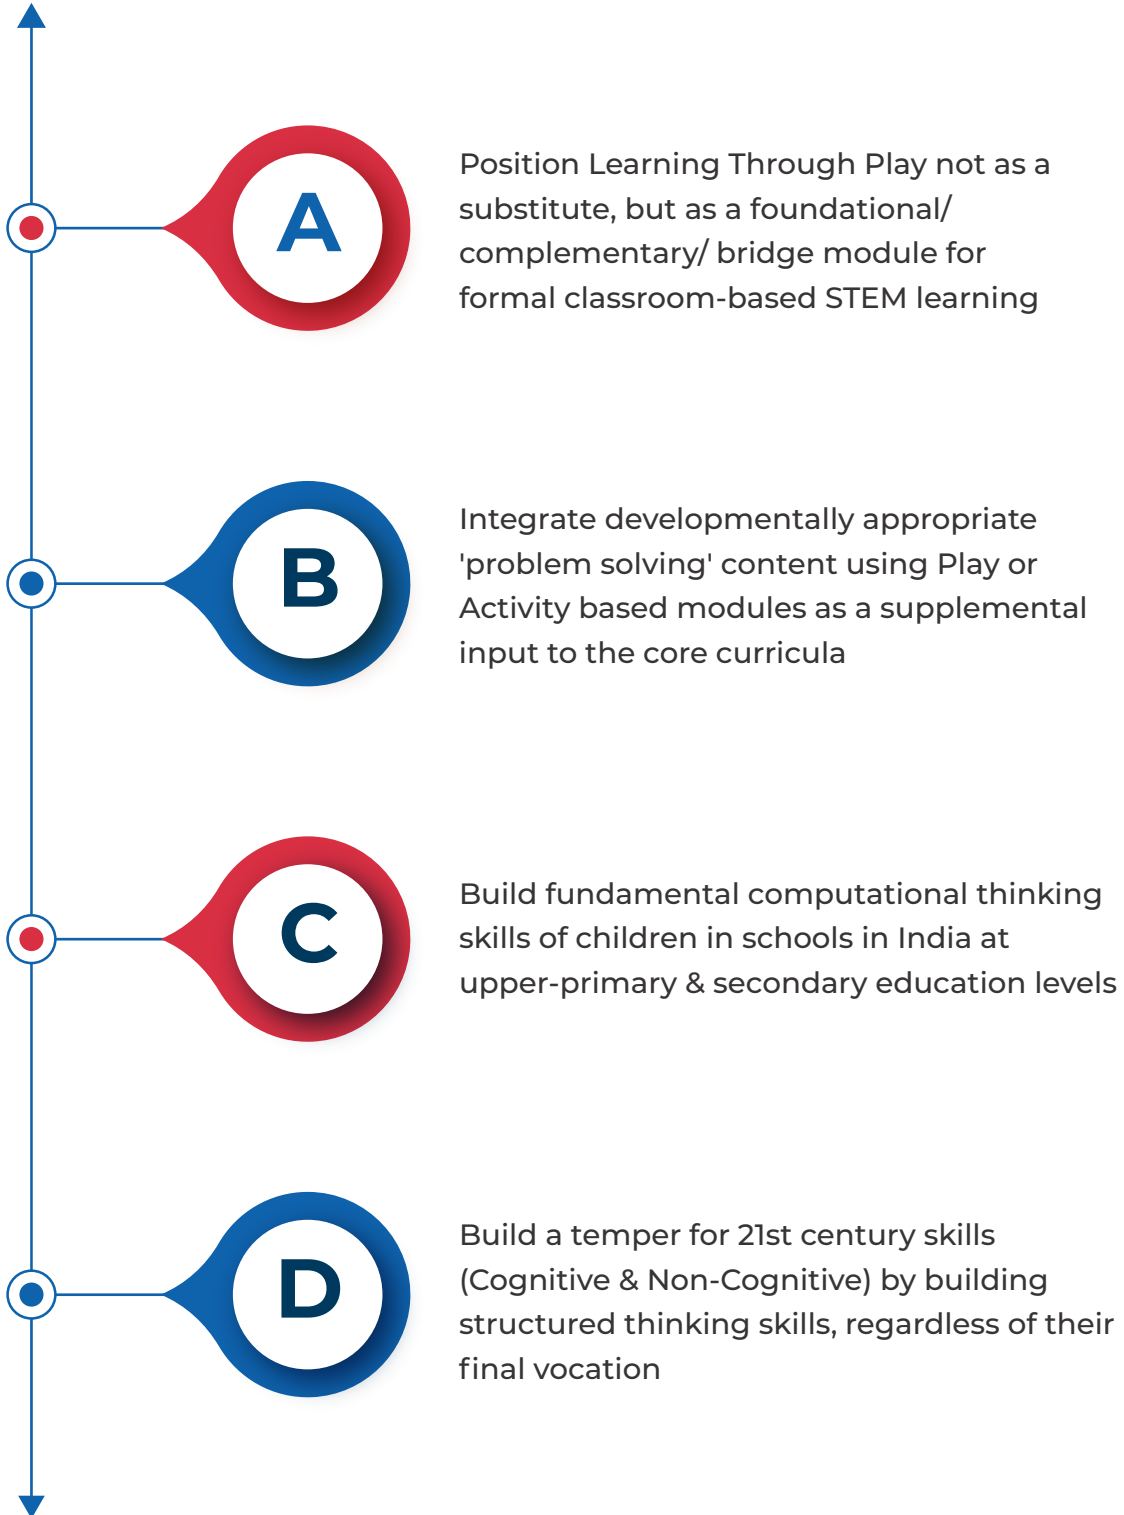 A
Position Learning Through Play not as a
substitute, but as a foundational/
complementary/ bridge module for
formal classroom-based STEM learning
B
Integrate developmentally appropriate
'problem solving' content using Play or
Activity based modules as a supplemental
input to the core curricula
C
Build fundamental computational thinking
skills of children in schools in India at
upper-primary & secondary education levels
D
Build a temper for 21st century skills
(Cognitive & Non-Cognitive) by building
structured thinking skills, regardless of their
final vocation